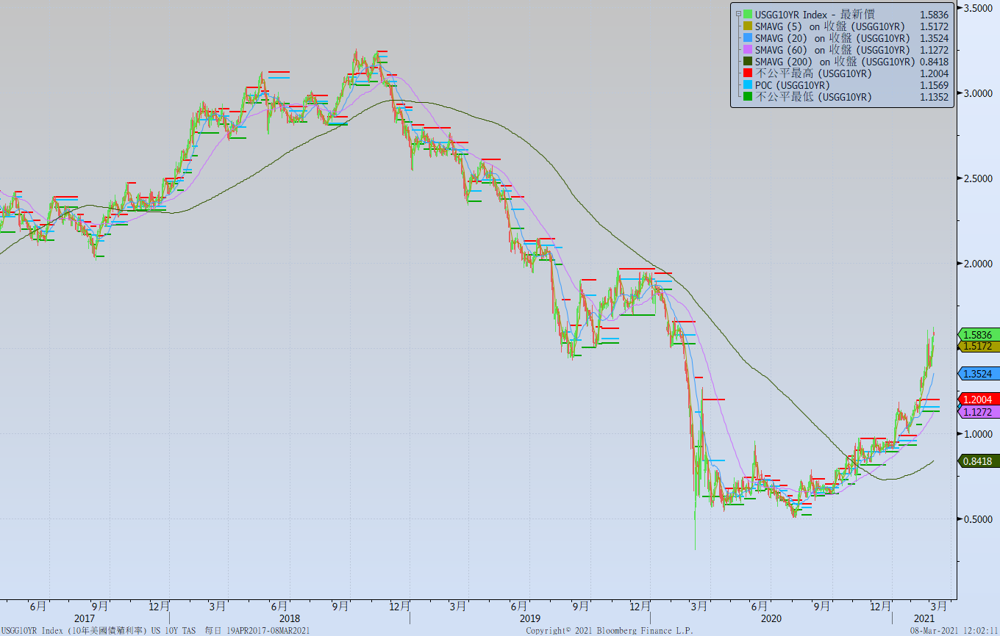 USGG10YR Index - 最新價 1.5836
SMAVG (5) on 收盤 (USGG10YR) 1.5172
SMAVG (20) on 收盤 (USGG10YR) 1.3524
SMAVG (60) on 收盤 (USGG10YR) 1.1272
SMAVG (200) on 收盤 (USGG10YR) 0.8418
不公平最高 (USGG10YR) 1.2004
POC (USGG10YR) 1.1569
不公平最低 (USGG10YR) 1.1352
3.5000
3.0000
2.5000
2.0000
1.5836
1.5172
1.3524
1.2004
1.1272
1.0000
0.8418
0.5000
6月 9月 12月 3月 6月 9月 12月 3月 6月 9月 12月 3月 6月 9月 12月 3月
2017 2018 2019 2020 2021
USGG10YR Index (10年美國債殖利率) US 10Y TAS 每日 19APR2017-08MAR2021 Copyright© 2021 Bloomberg Finance L.P. 08-Mar-2021 12:02:11